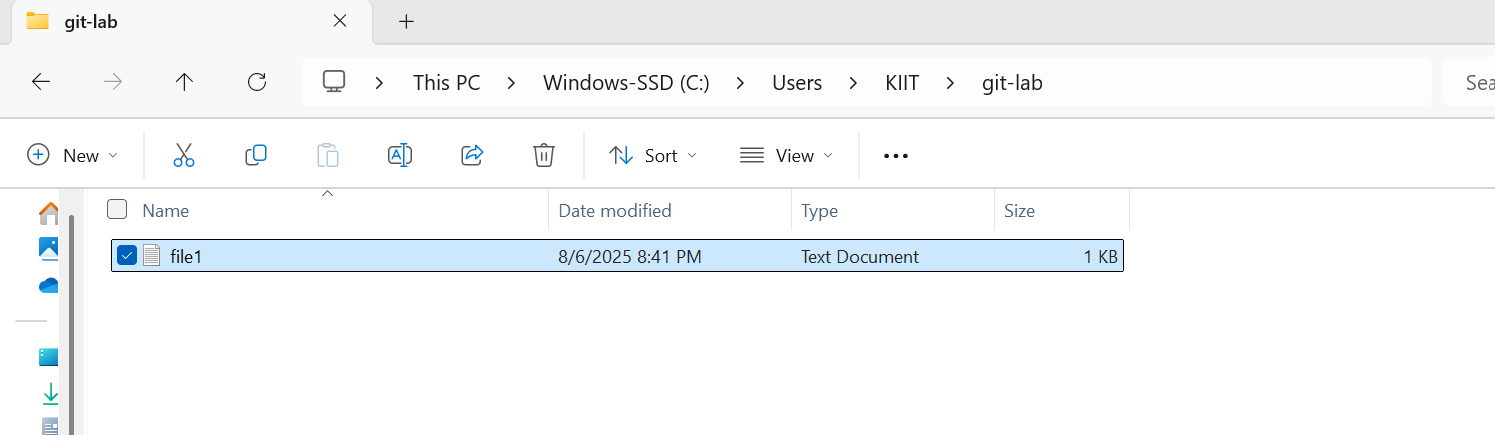 git-lab
This PC > Windows-SSD (C:) > Users > KIIT > git-lab
New Sort View
Name Date modified Type Size
file1 8/6/2025 8:41 PM Text Document 1 KB